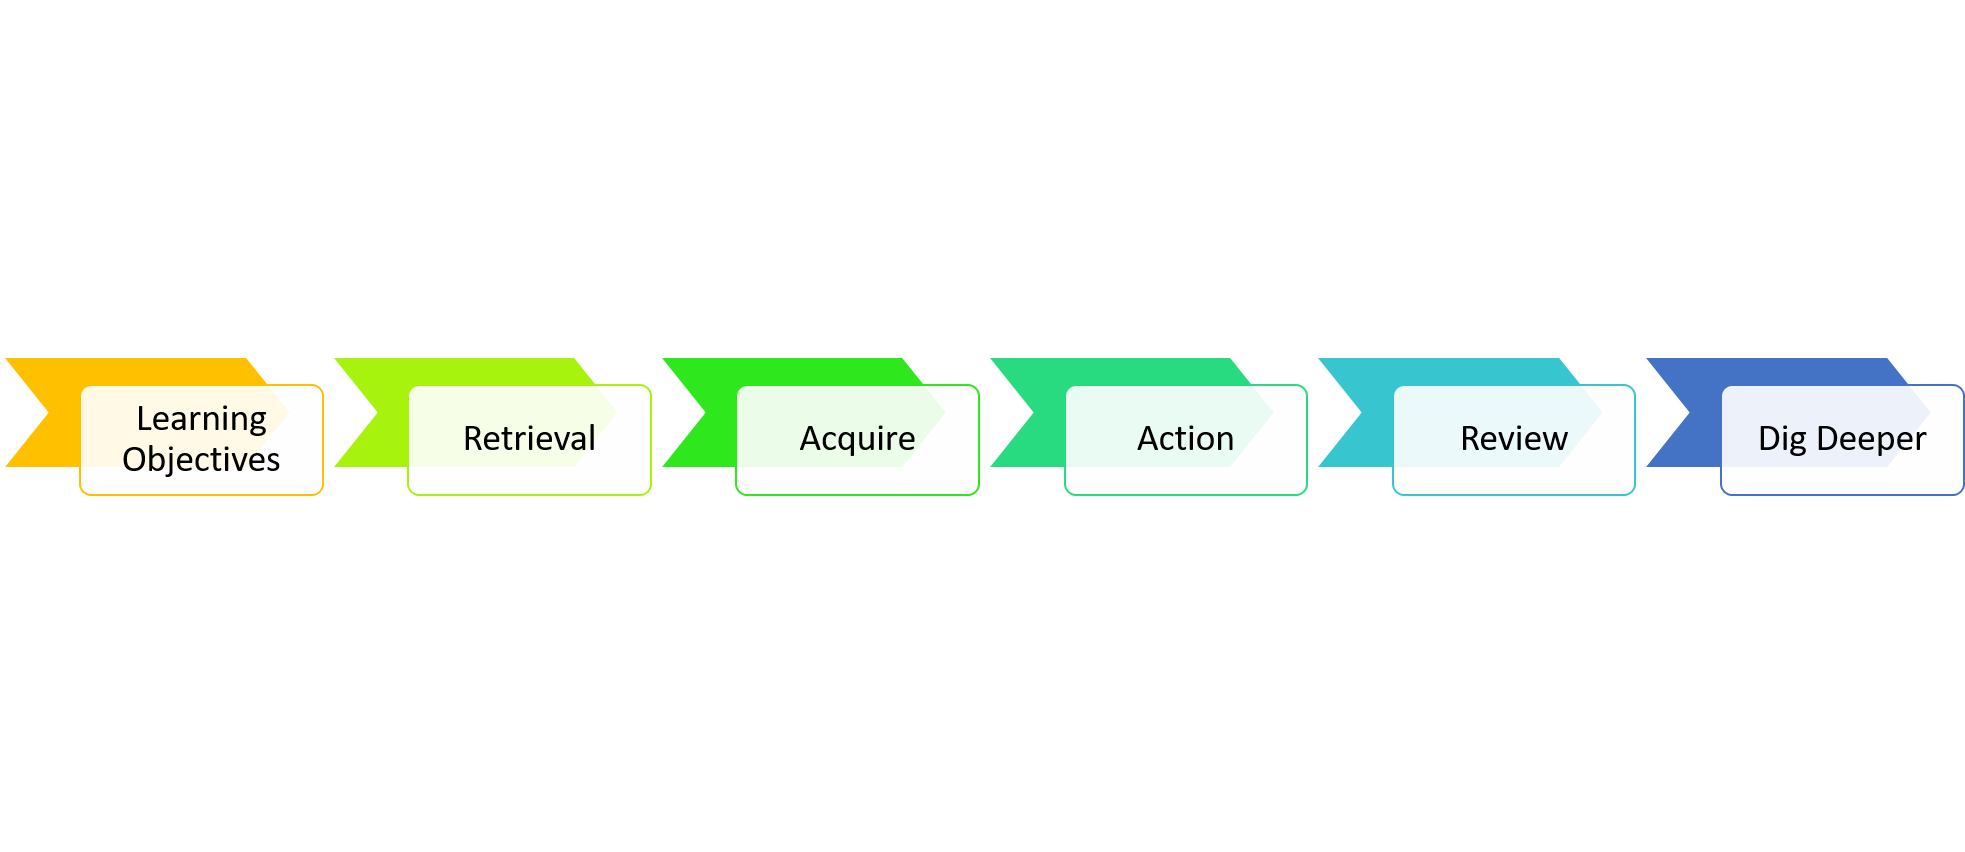 Learning
Objectives
Retrieval
Acquire
Action
Review
Dig Deeper